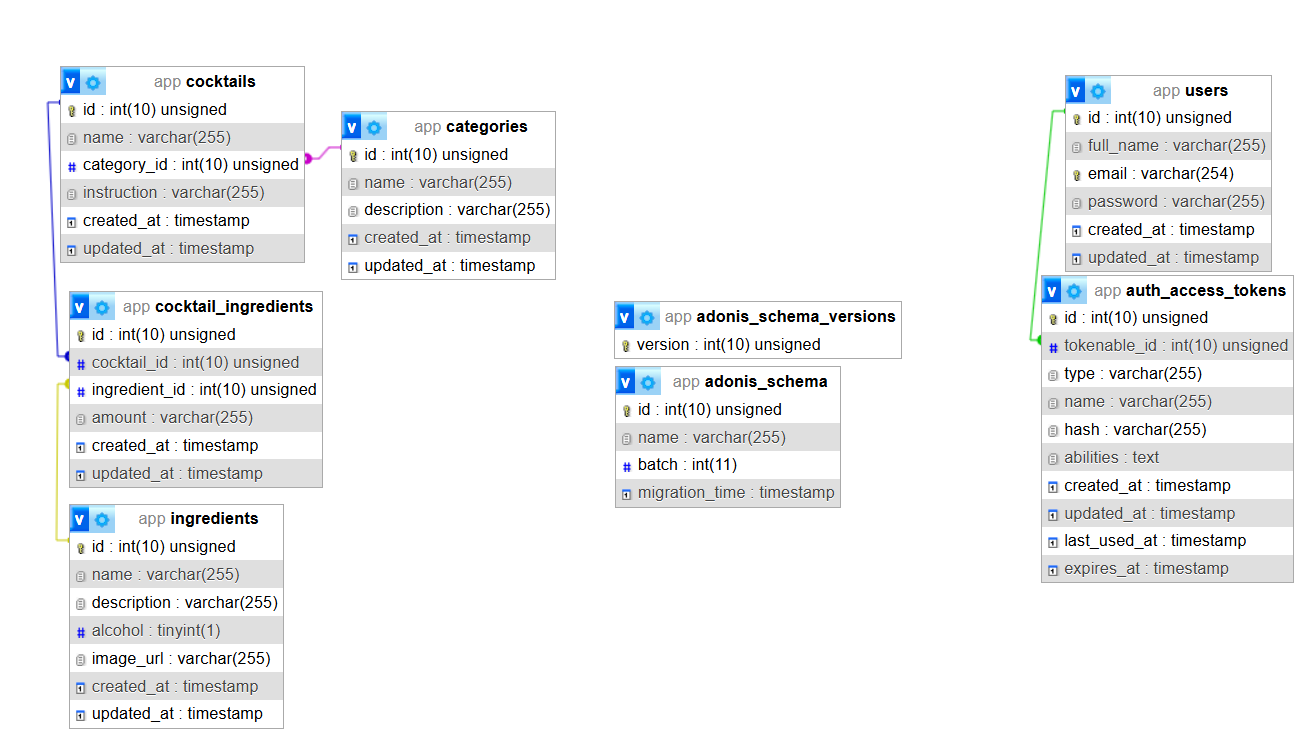 v app cocktails
id : int(10) unsigned
name : varchar(255)
# category_id : int(10) unsigned
instruction : varchar(255)
created_at : timestamp
updated_at : timestamp
v app categories
id : int(10) unsigned
name : varchar(255)
description : varchar(255)
created_at : timestamp
updated_at : timestamp
v app cocktail_ingredients
id : int(10) unsigned
# cocktail_id : int(10) unsigned
# ingredient_id : int(10) unsigned
amount : varchar(255)
created_at : timestamp
updated_at : timestamp
v app ingredients
id : int(10) unsigned
name : varchar(255)
description : varchar(255)
# alcohol : tinyint(1)
image_url : varchar(255)
created_at : timestamp
updated_at : timestamp
v app adonis_schema_versions
version : int(10) unsigned
v app adonis_schema
id : int(10) unsigned
name : varchar(255)
# batch : int(11)
migration_time : timestamp
v app users
id : int(10) unsigned
full_name : varchar(255)
email : varchar(254)
password : varchar(255)
created_at : timestamp
updated_at : timestamp
v app auth_access_tokens
id : int(10) unsigned
# tokenable_id : int(10) unsigned
type : varchar(255)
name : varchar(255)
hash : varchar(255)
abilities : text
created_at : timestamp
updated_at : timestamp
last_used_at : timestamp
expires_at : timestamp